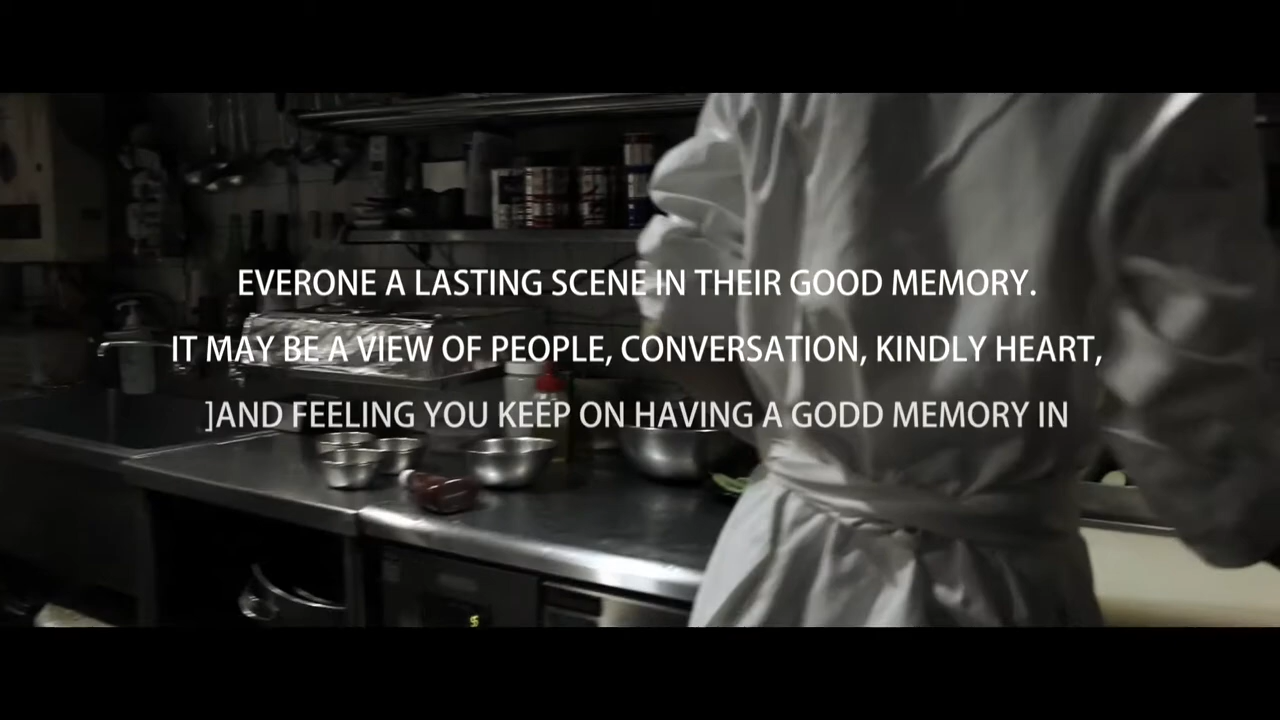 EVERONE A LASTING SCENE IN THEIR GOOD MEMORY.
IT MAY BE A VIEW OF PEOPLE, CONVERSATION, KINDLY HEART,
]AND FEELING YOU KEEP ON HAVING A GODD MEMORY IN